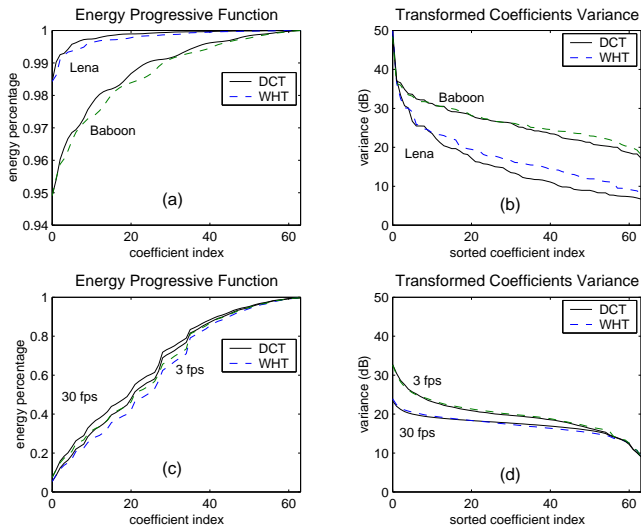 Energy Progressive Function
1
0.99
0.98
0.97
0.96
0.95
0.94
energy percentage
Lena
Baboon
DCT
WHT
(a)
0
20
40
60
coefficient index
Transformed Coefficients Variance
50
40
30
20
10
0
variance (dB)
DCT
WHT
Baboon
Lena
(b)
0
10
20
30
40
50
60
sorted coefficient index
Energy Progressive Function
1
0.8
0.6
0.4
0.2
0
energy percentage
DCT
WHT
30 fps
3 fps
(c)
0
20
40
60
coefficient index
Transformed Coefficients Variance
50
40
30
20
10
0
variance (dB)
DCT
WHT
3 fps
30 fps
(d)
0
20
40
60
sorted coefficient index